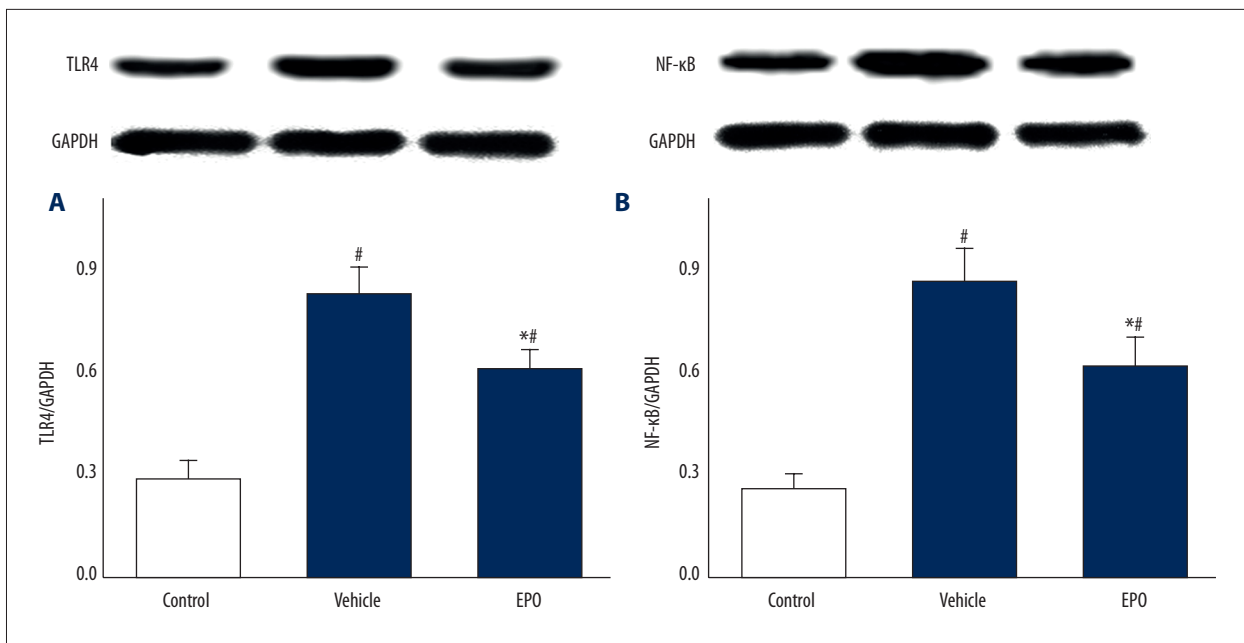 TLR4
GAPDH
NF-κB
GAPDH
A
TLR4/GAPDH
0.9
0.6
0.3
0.0
#
*#
Control Vehicle EPO
B
NF-κB/GAPDH
0.9
0.6
0.3
0.0
#
*#
Control Vehicle EPO